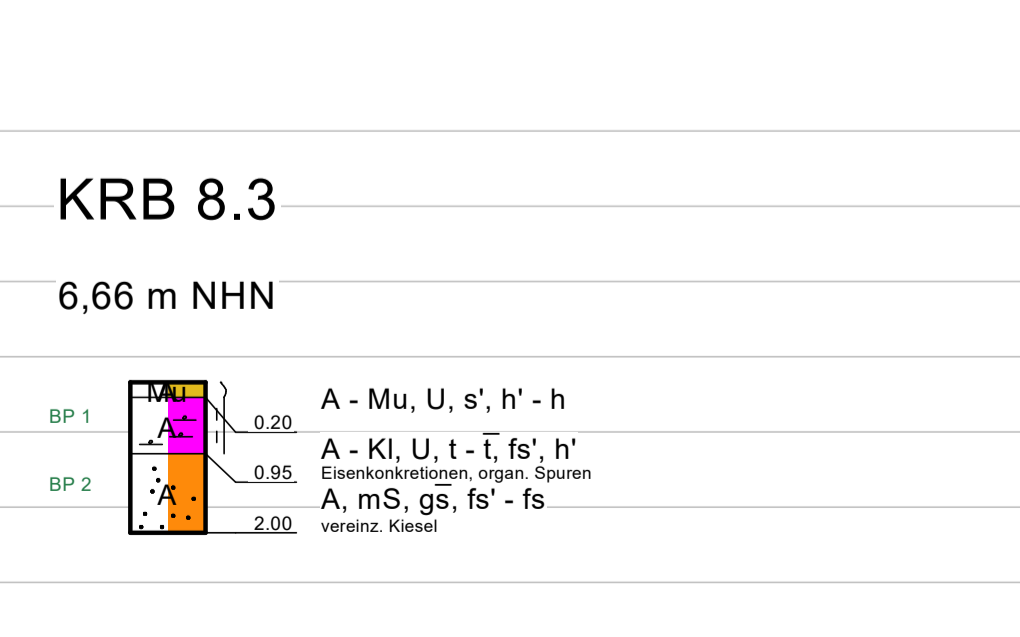 KRB 8.3
6,66 m NHN
Mu
A - Mu, U, s', h' - h
BP 1
0.20
A
A - Kl, U, t - t̅, fs', h'
0.95
Eisenkonkretionen, organ. Spuren
BP 2
A
A, mS, gs̅, fs' - fs
2.00
vereinz. Kiesel